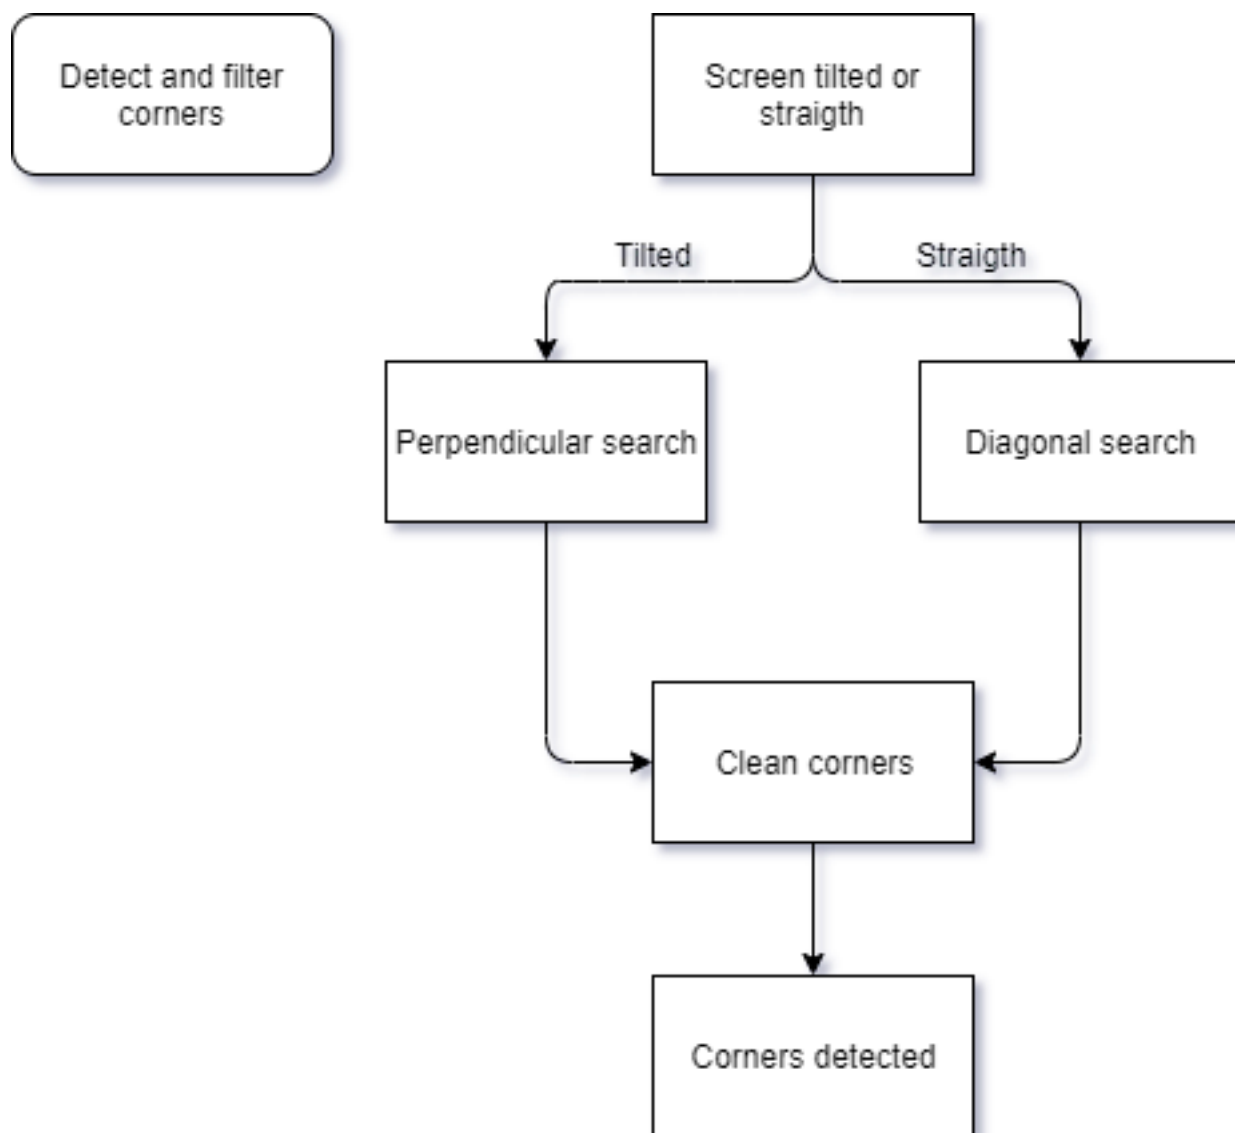 Detect and filter
corners
Screen tilted or
straigth
Tilted
Straigth
Perpendicular search
Diagonal search
Clean corners
Corners detected